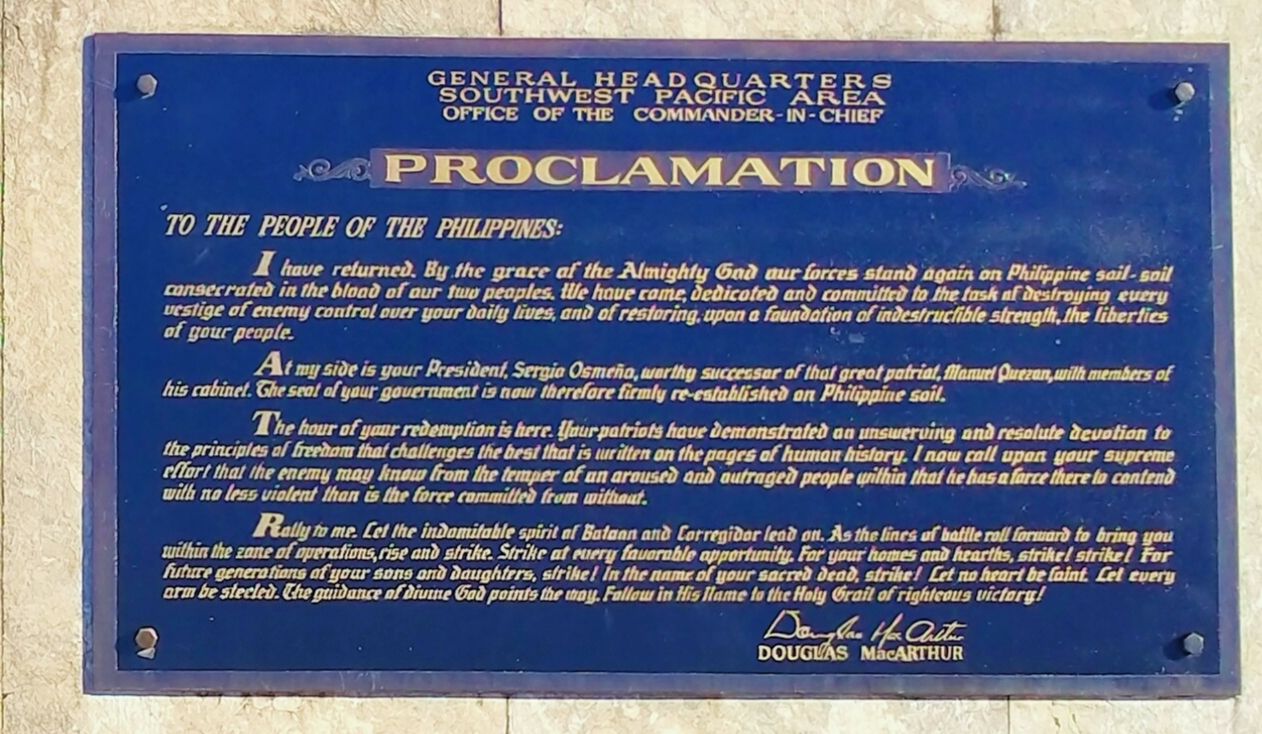 GENERAL HEADQUARTERS
SOUTHWEST PACIFIC AREA
OFFICE OF THE COMMANDER-IN-CHIEF
PROCLAMATION
TO THE PEOPLE OF THE PHILIPPINES:
I have returned. By the grace of the Almighty God our forces stand again on Philippine soil - soil
consecrated in the blood of our two peoples. We have come, dedicated and committed to the task of destroying every
vestige of enemy control over your daily lives, and of restoring, upon a foundation of indestructible strength, the liberties
of your people.
At my side is your President, Sergio Osmeña, worthy successor of that great patriot, Manuel Quezon, with members of
his cabinet. The seat of your government is now therefore firmly re-established on Philippine soil.
The hour of your redemption is here. Your patriots have demonstrated an unswerving and resolute devotion to
the principles of freedom that challenges the best that is written on the pages of human history. I now call upon your supreme
effort that the enemy may know from the temper of an aroused and outraged people within that he has a force there to contend
with no less violent than is the force committed from without.
Rally to me. Let the indomitable spirit of Bataan and Corregidor lead on. As the lines of battle roll forward to bring you
within the zone of operations, rise and strike. Strike at every favorable opportunity. For your homes and hearths, strike! strike! For
future generations of your sons and daughters, strike! In the name of your sacred dead, strike! Let no heart be faint. Let every
arm be steeled. The guidance of divine God points the way. Follow in His Name to the Holy Grail of righteous victory!
Douglas MacArthur
DOUGLAS MacARTHUR